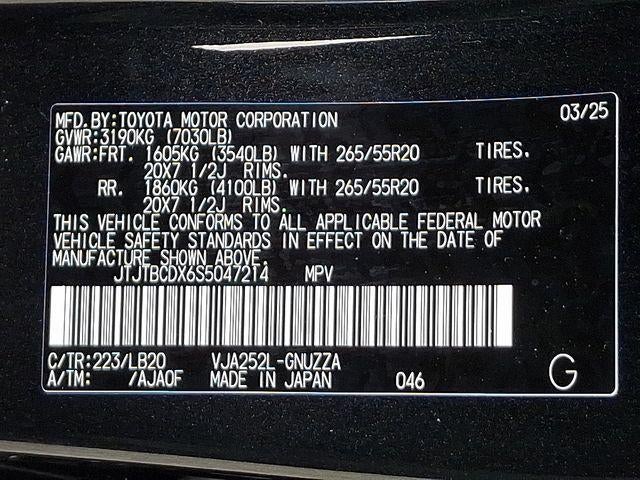 MFD.BY:TOYOTA MOTOR CORPORATION 03/25
GVWR:3190KG (7030LB)
GAWR:FRT. 1605KG (3540LB) WITH 265/55R20 TIRES.
20X7 1/2J RIMS.
RR. 1860KG (4100LB) WITH 265/55R20 TIRES.
20X7 1/2J RIMS.
THIS VEHICLE CONFORMS TO ALL APPLICABLE FEDERAL MOTOR
VEHICLE SAFETY STANDARDS IN EFFECT ON THE DATE OF
MANUFACTURE SHOWN ABOVE.
JTJTBCDX6S5047214 MPV
C/TR:223/LB20 VJA252L-GNUZZA
A/TM: /AJA0F MADE IN JAPAN 046 G